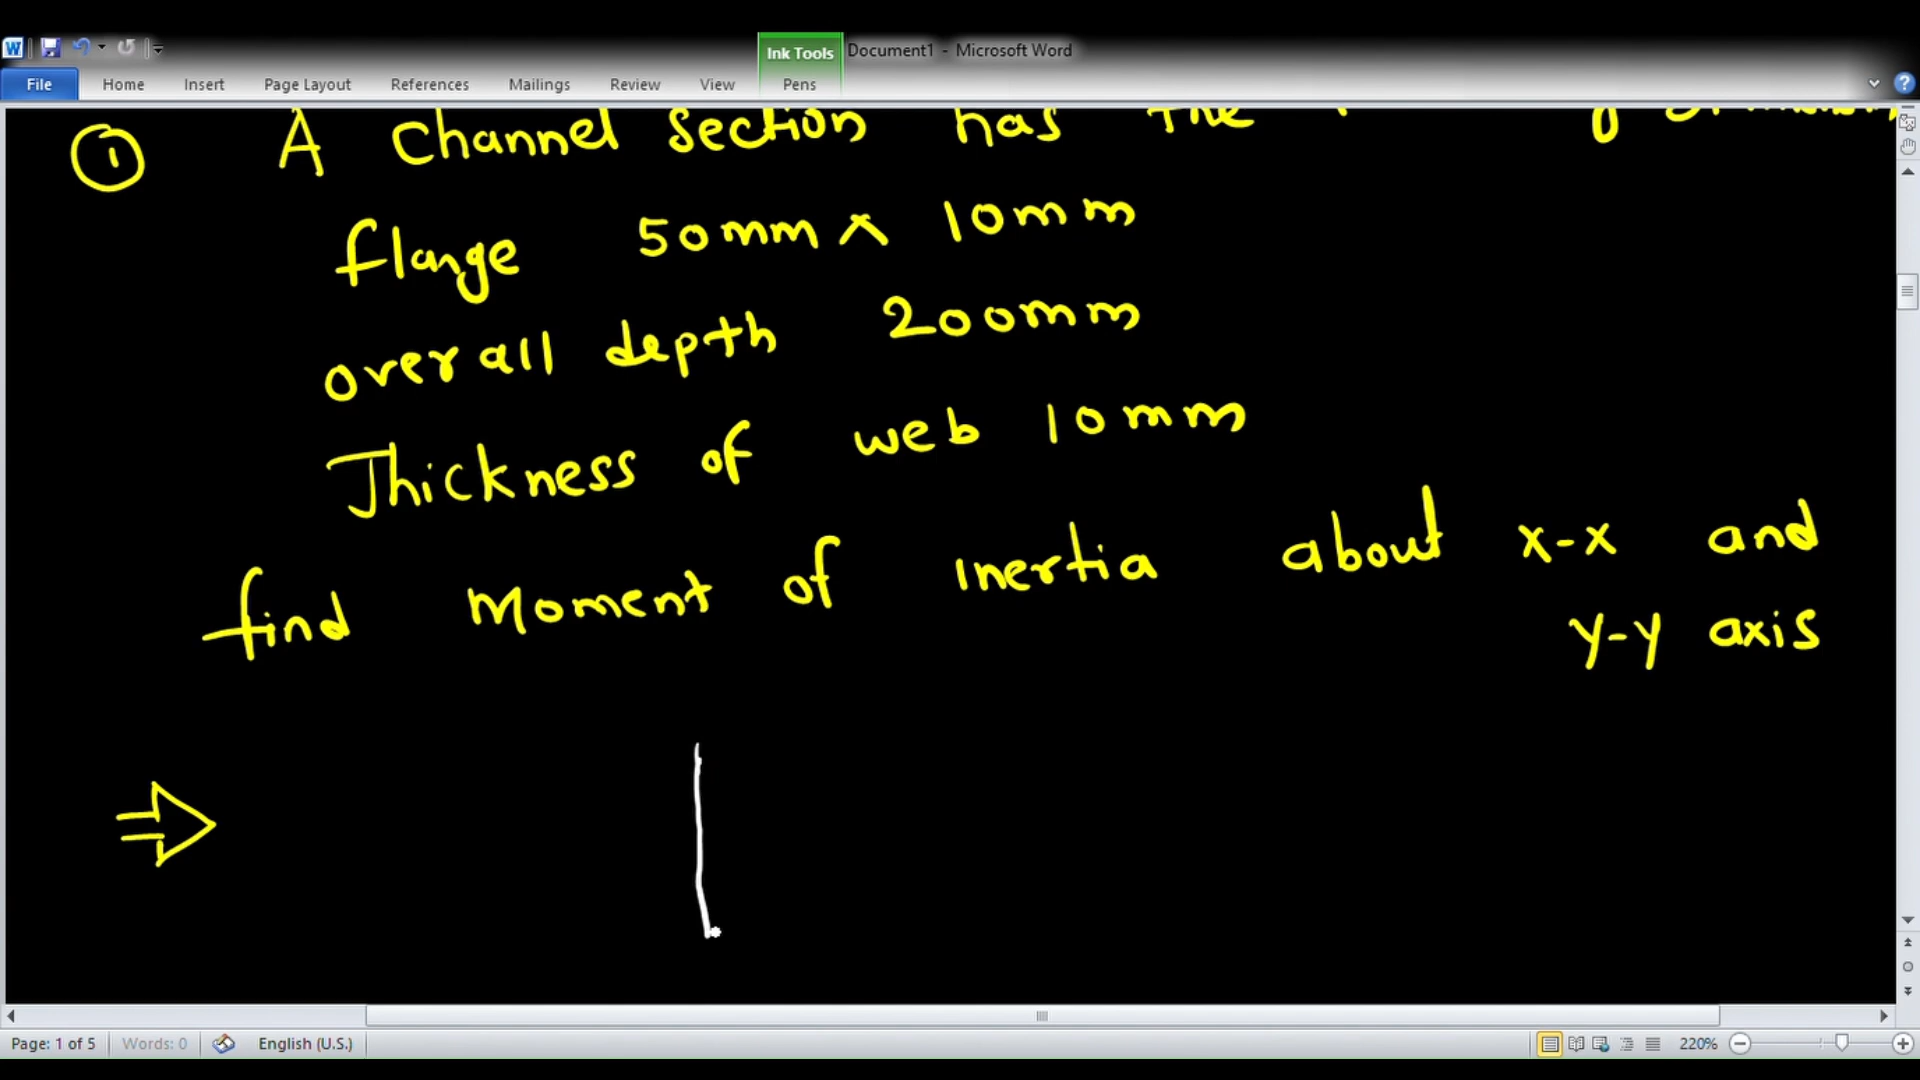 Ink Tools
Document1 - Microsoft Word
File Home Insert Page Layout References Mailings Review View Pens
1 A Channel section has the
flange 50mm x 10mm
overall depth 200mm
Thickness of web 10mm
find Moment of inertia about x-x and
y-y axis
Page: 1 of 5 Words: 0 English (U.S.) 220%